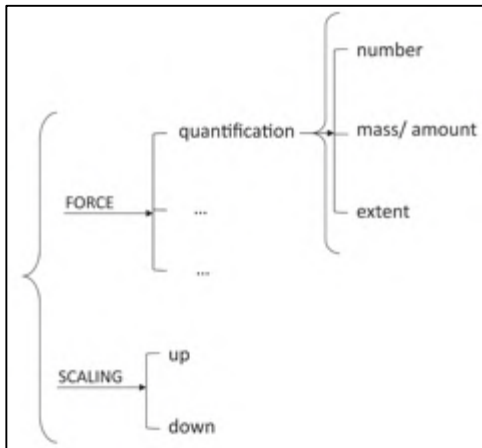 number
quantification
mass/ amount
FORCE
...
extent
...
up
SCALING
down